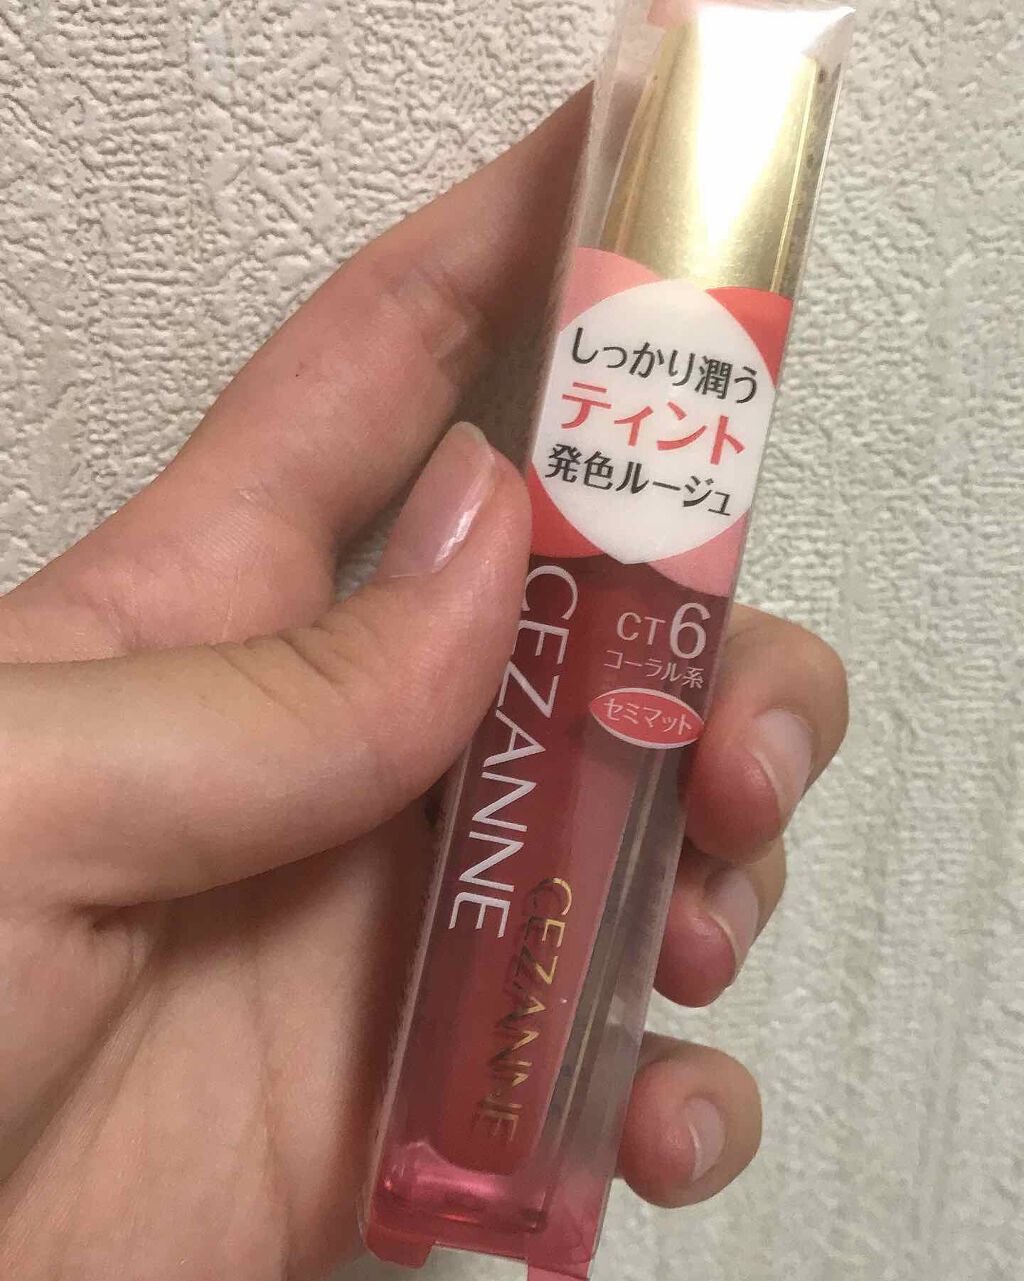 しっかり潤う
ティント
発色ルージュ
CT6
コーラル系
セミマット
CEZANNE
CEZANNE